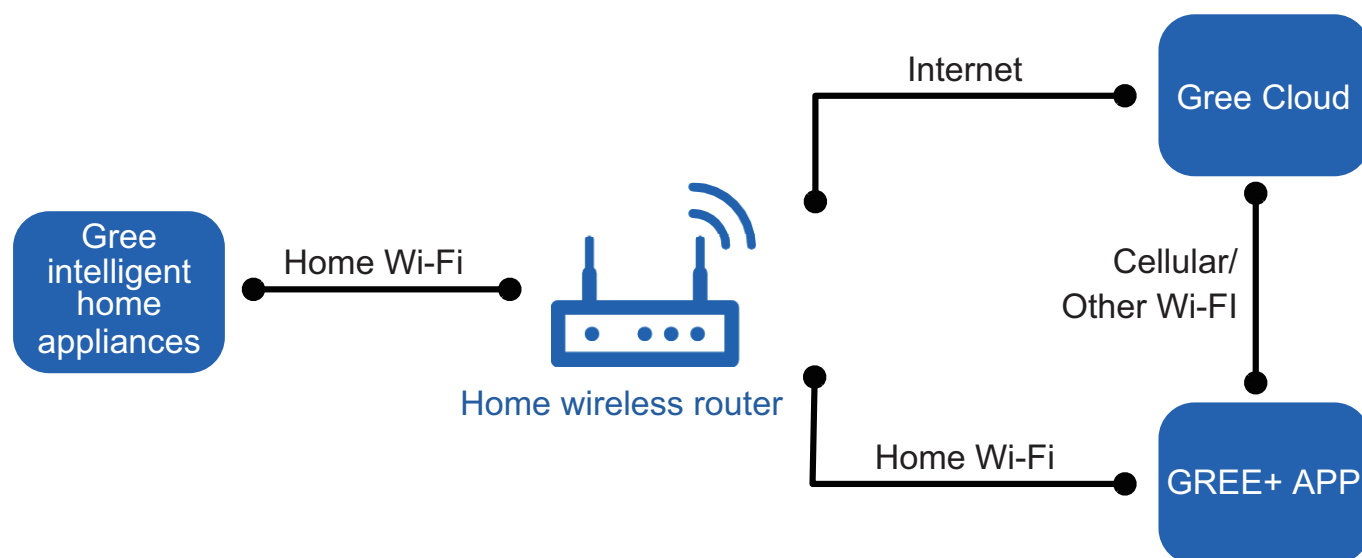 Internet
Gree Cloud
Gree
intelligent
home
appliances
Home Wi-Fi
Cellular/
Other Wi-FI
Home wireless router
Home Wi-Fi
GREE+ APP